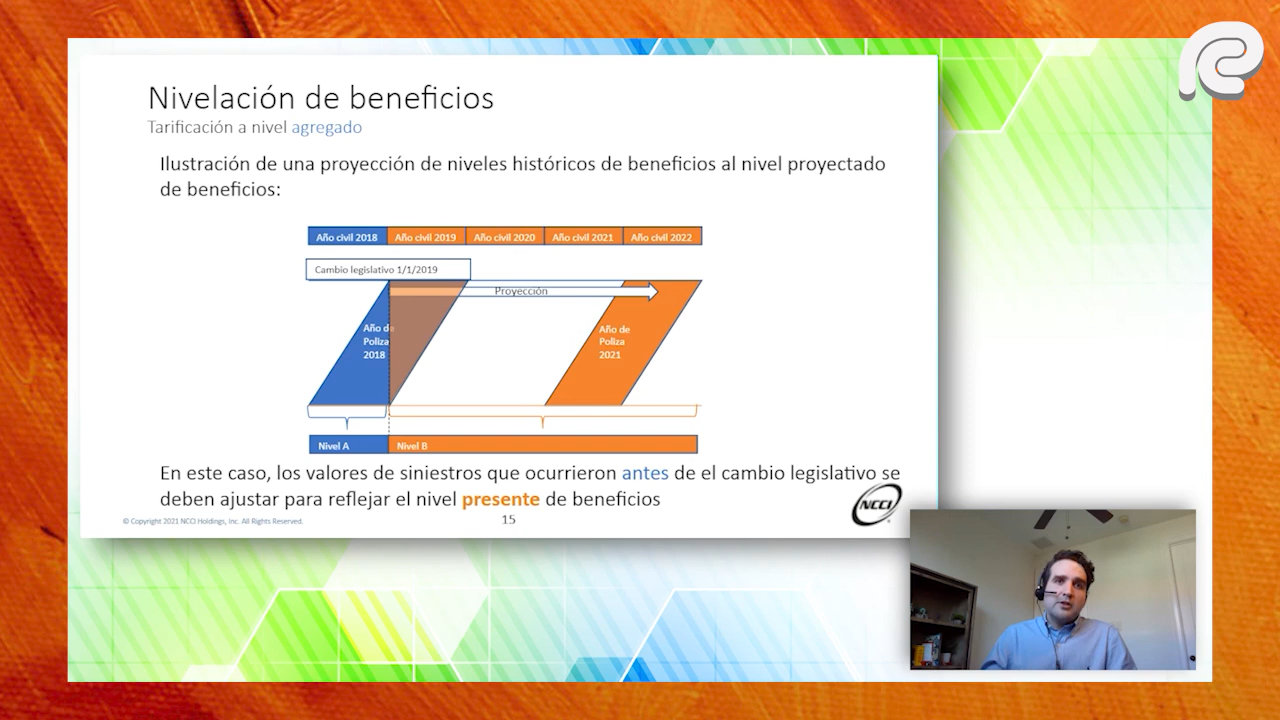 Nivelación de beneficios
Tarificación a nivel agregado
Ilustración de una proyección de niveles históricos de beneficios al nivel proyectado
de beneficios:
Año civil 2018 Año civil 2019 Año civil 2020 Año civil 2021 Año civil 2022
Cambio legislativo 1/1/2019
Proyección
Año de
Poliza
2018
Año de
Poliza
2021
Nivel A Nivel B
En este caso, los valores de siniestros que ocurrieron antes de el cambio legislativo se
deben ajustar para reflejar el nivel presente de beneficios
NCCI
© Copyright 2021 NCCI Holdings, Inc. All Rights Reserved.
15